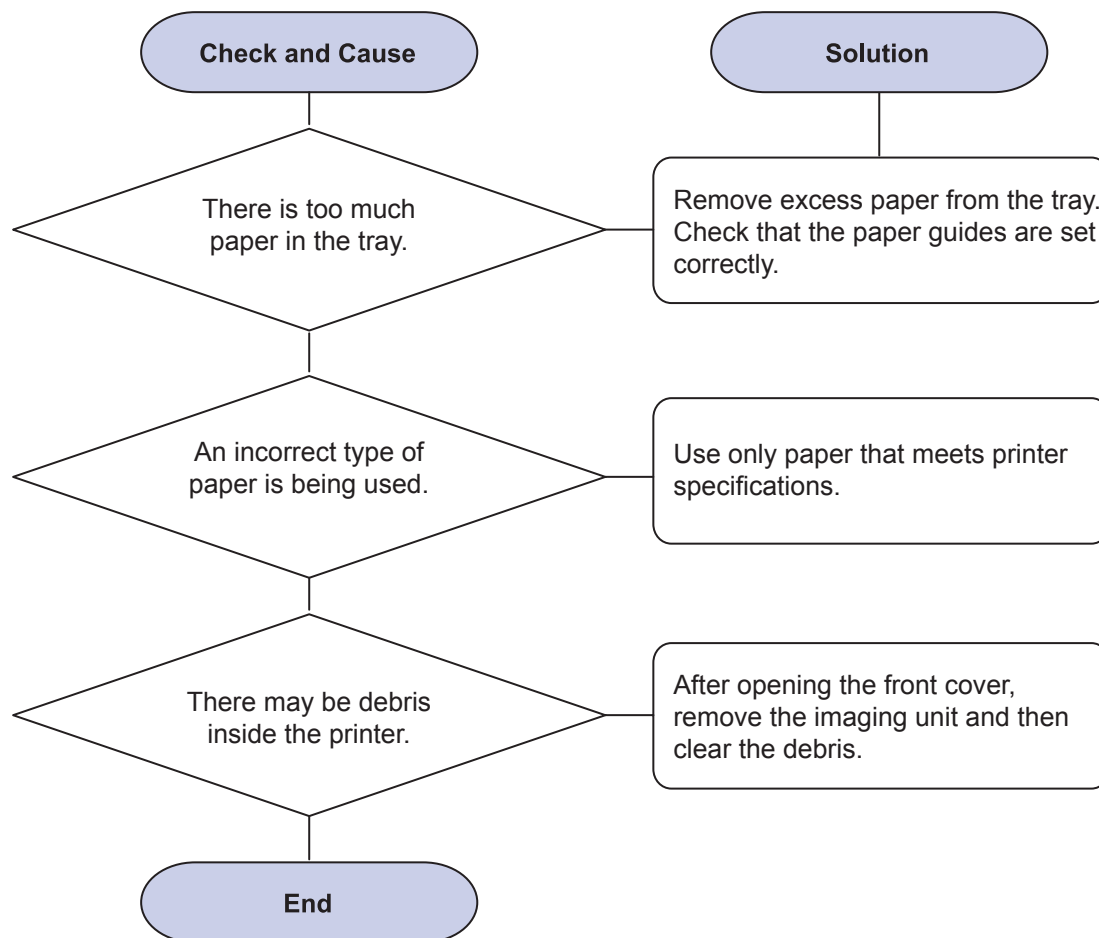 Check and Cause
Solution
There is too much
paper in the tray.
Remove excess paper from the tray.
Check that the paper guides are set
correctly.
An incorrect type of
paper is being used.
Use only paper that meets printer
specifications.
There may be debris
inside the printer.
After opening the front cover,
remove the imaging unit and then
clear the debris.
End